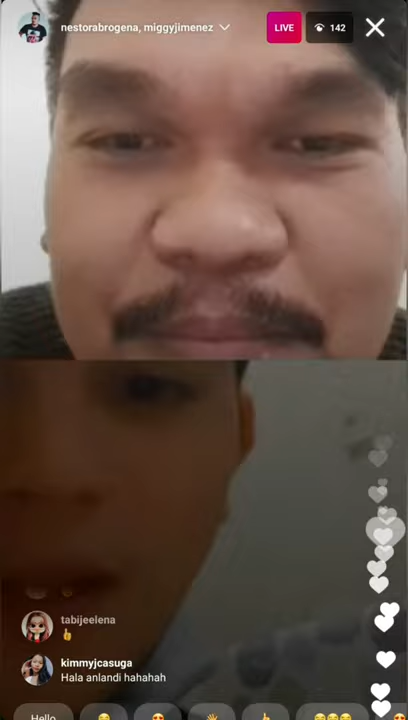 nestorabrogena, miggyjimenez
LIVE
142
tabijeelena
kimmyjcasuga
Hala anlandi hahahah
Hello